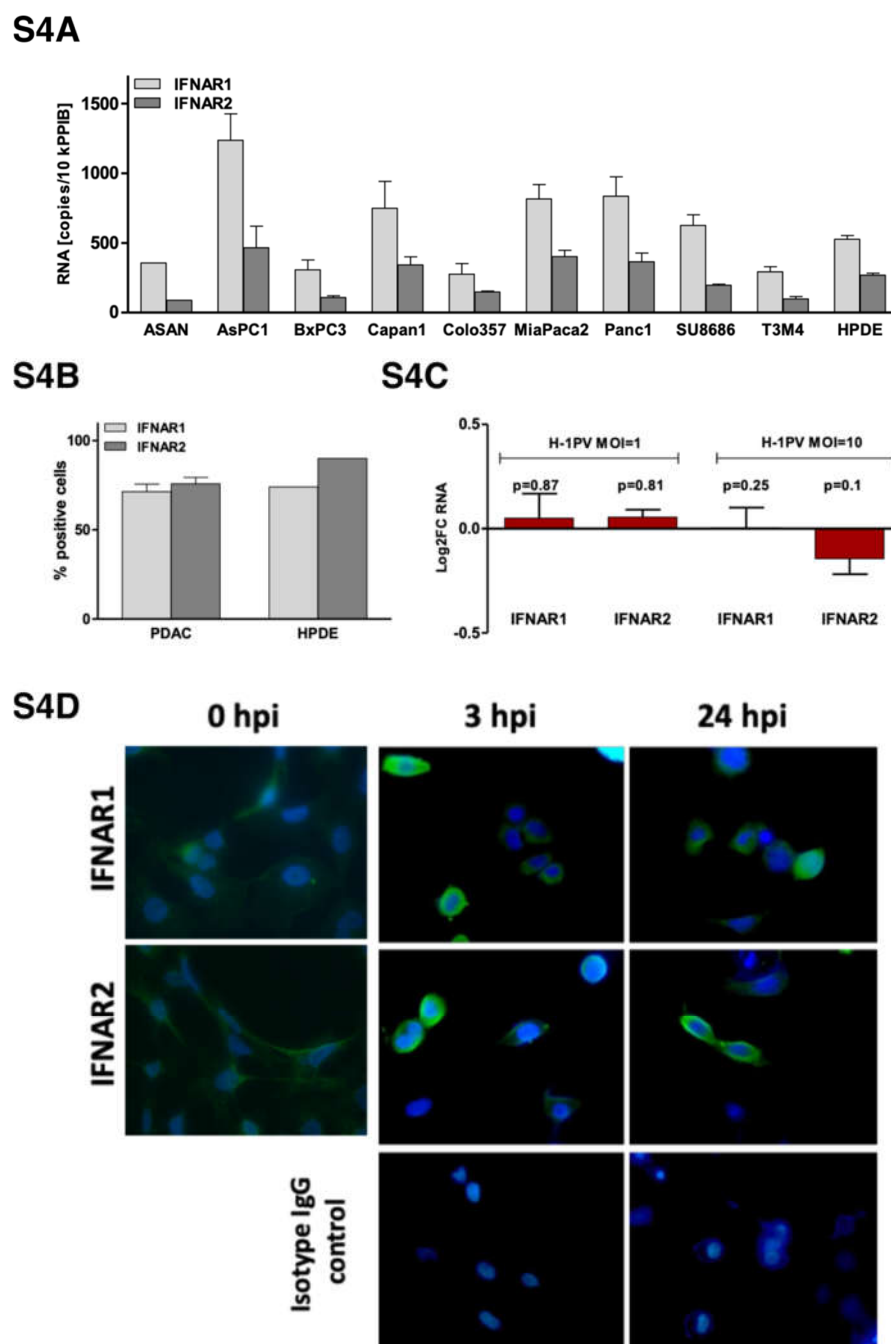 S4A
IFNAR1
IFNAR2
RNA [copies/10 kPPIB]
1500
1000
500
0
ASAN AsPC1 BxPC3 Capan1 Colo357 MiaPaca2 Panc1 SU8686 T3M4 HPDE
S4B
IFNAR1
IFNAR2
% positive cells
100
50
0
PDAC HPDE
S4C
Log2FC RNA
0.5
0.0
-0.5
H-1PV MOI=1 H-1PV MOI=10
p=0.87 p=0.81 p=0.25 p=0.1
IFNAR1 IFNAR2 IFNAR1 IFNAR2
S4D
0 hpi 3 hpi 24 hpi
IFNAR1
IFNAR2
Isotype IgG
control